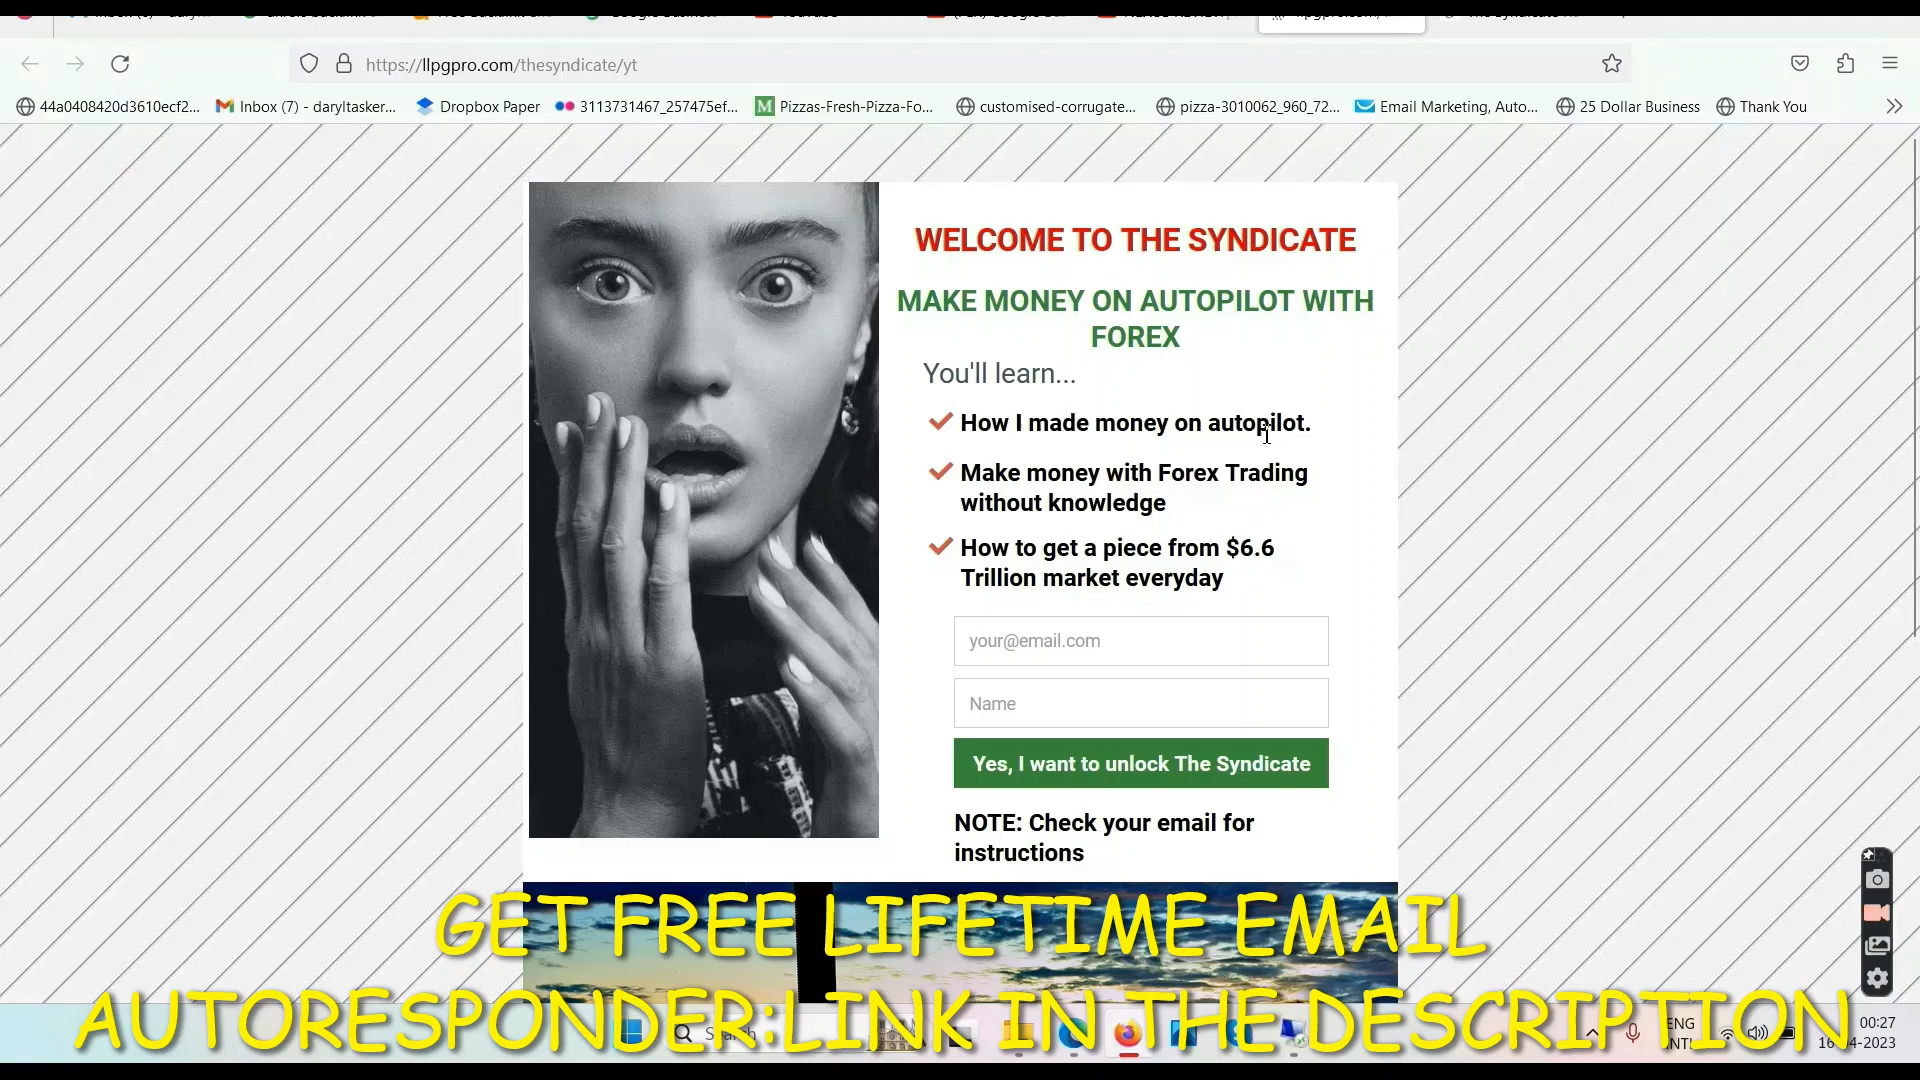 https://llpgpro.com/thesyndicate/yt
44a0408420d3610ecf2... Inbox (7) - daryltasker... Dropbox Paper 3113731467_257475ef... Pizzas-Fresh-Pizza-Fo... customised-corrugate... pizza-3010062_960_72... Email Marketing, Auto... 25 Dollar Business Thank You
WELCOME TO THE SYNDICATE
MAKE MONEY ON AUTOPILOT WITH
FOREX
You'll learn...
How I made money on autopilot.
Make money with Forex Trading
without knowledge
How to get a piece from $6.6
Trillion market everyday
your@email.com
Name
Yes, I want to unlock The Syndicate
NOTE: Check your email for
instructions
GET FREE LIFETIME EMAIL
AUTORESPONDER:LINK IN THE DESCRIPTION
ENG
00:27